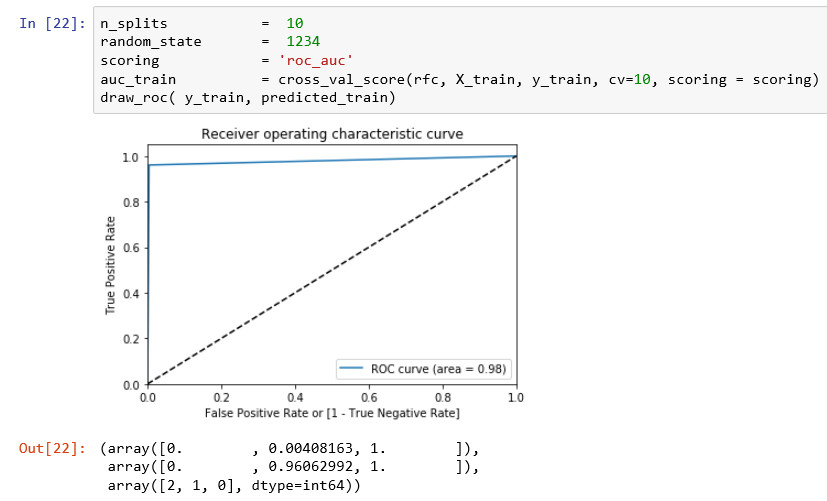 In [22]: n_splits = 10
random_state = 1234
scoring = 'roc_auc'
auc_train = cross_val_score(rfc, X_train, y_train, cv=10, scoring = scoring)
draw_roc( y_train, predicted_train)
Receiver operating characteristic curve
1.0
0.8
0.6
0.4
0.2
0.0
True Positive Rate
ROC curve (area = 0.98)
0.0 0.2 0.4 0.6 0.8 1.0
False Positive Rate or [1 - True Negative Rate]
Out[22]: (array([0. , 0.00408163, 1. ]),
array([0. , 0.96062992, 1. ]),
array([2, 1, 0], dtype=int64))